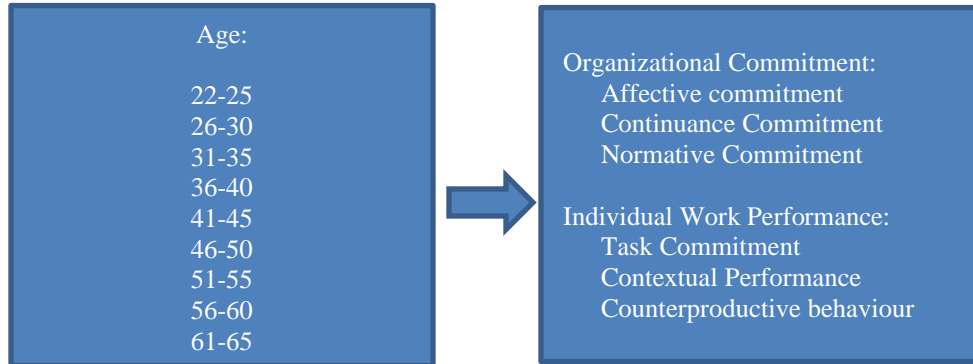 Age:
22-25
26-30
31-35
36-40
41-45
46-50
51-55
56-60
61-65
Organizational Commitment:
Affective commitment
Continuance Commitment
Normative Commitment
Individual Work Performance:
Task Commitment
Contextual Performance
Counterproductive behaviour